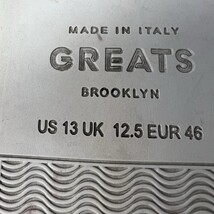 MADE IN ITALY
GREATS
BROOKLYN
US 13 UK 12.5 EUR 46